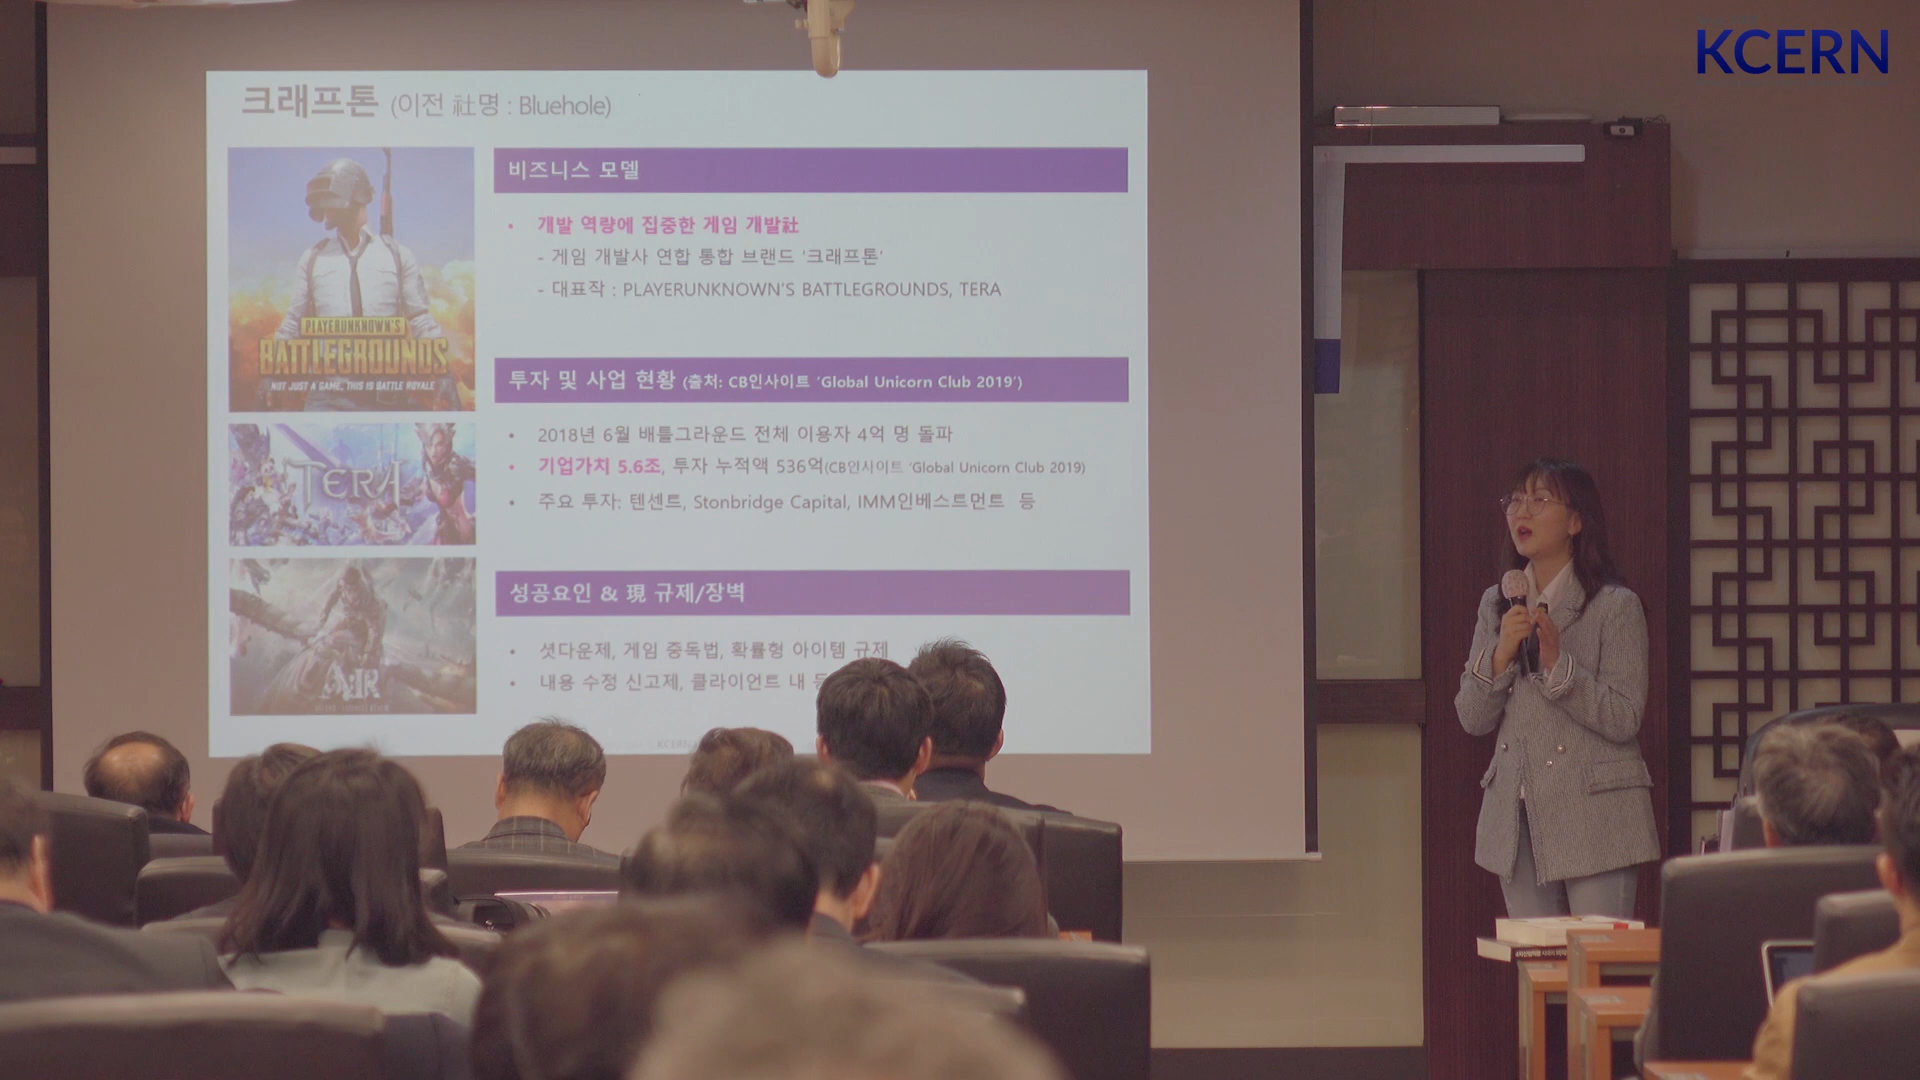 KCERN
크래프톤 (이전 社명 : Bluehole)
PLAYERUNKNOWN'S
BATTLEGROUNDS
NOT JUST A GAME, THIS IS BATTLE ROYALE
TERA
AIR
비즈니스 모델
• 개발 역량에 집중한 게임 개발社
- 게임 개발사 연합 통합 브랜드 '크래프톤'
- 대표작 : PLAYERUNKNOWN'S BATTLEGROUNDS, TERA
투자 및 사업 현황 (출처: CB인사이트 'Global Unicorn Club 2019')
• 2018년 6월 배틀그라운드 전체 이용자 4억 명 돌파
• 기업가치 5.6조, 투자 누적액 536억(CB인사이트 'Global Unicorn Club 2019)
• 주요 투자: 텐센트, Stonbridge Capital, IMM인베스트먼트 등
성공요인 & 現 규제/장벽
• 셧다운제, 게임 중독법, 확률형 아이템 규제
• 내용 수정 신고제, 클라이언트 내
KCERN